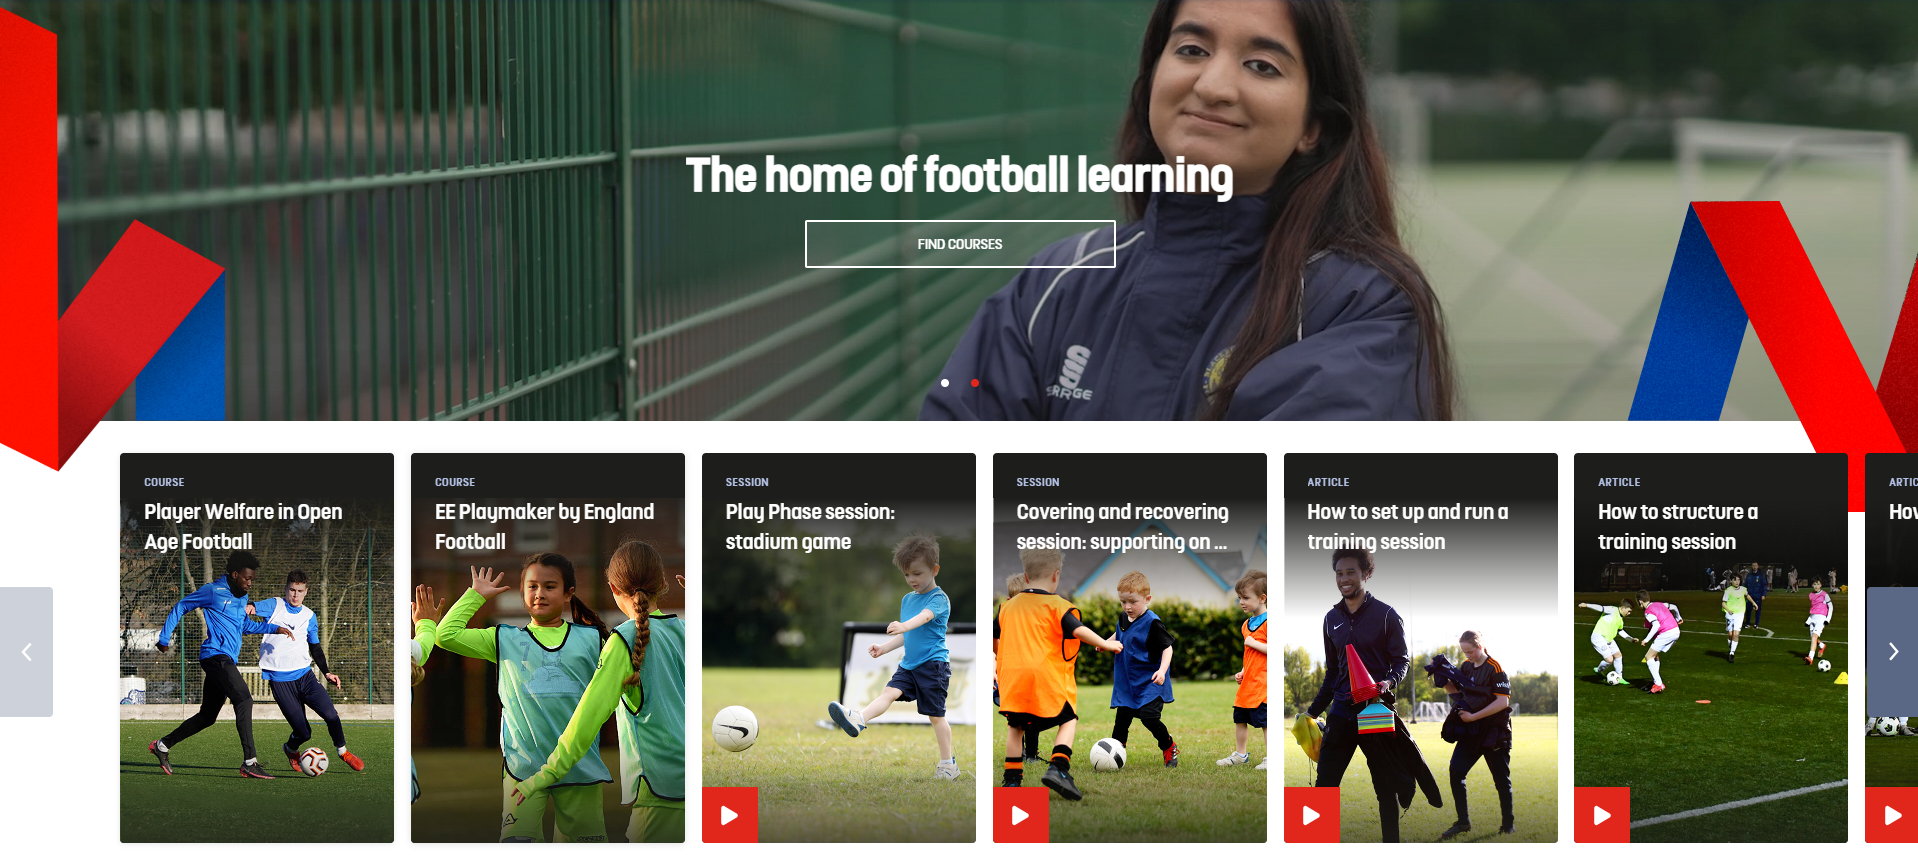 The home of football learning
FIND COURSES
SURRIDGE
COURSE
Player Welfare in Open
Age Football
COURSE
EE Playmaker by England
Football
SESSION
Play Phase session:
stadium game
SESSION
Covering and recovering
session: supporting on ...
ARTICLE
How to set up and run a
training session
ARTICLE
How to structure a
training session
ARTIC
How